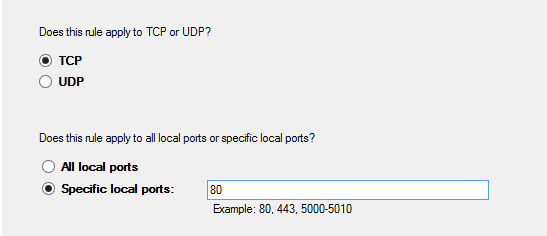 Does this rule apply to TCP or UDP?
TCP
UDP
Does this rule apply to all local ports or specific local ports?
All local ports
Specific local ports: 80
Example: 80, 443, 5000-5010